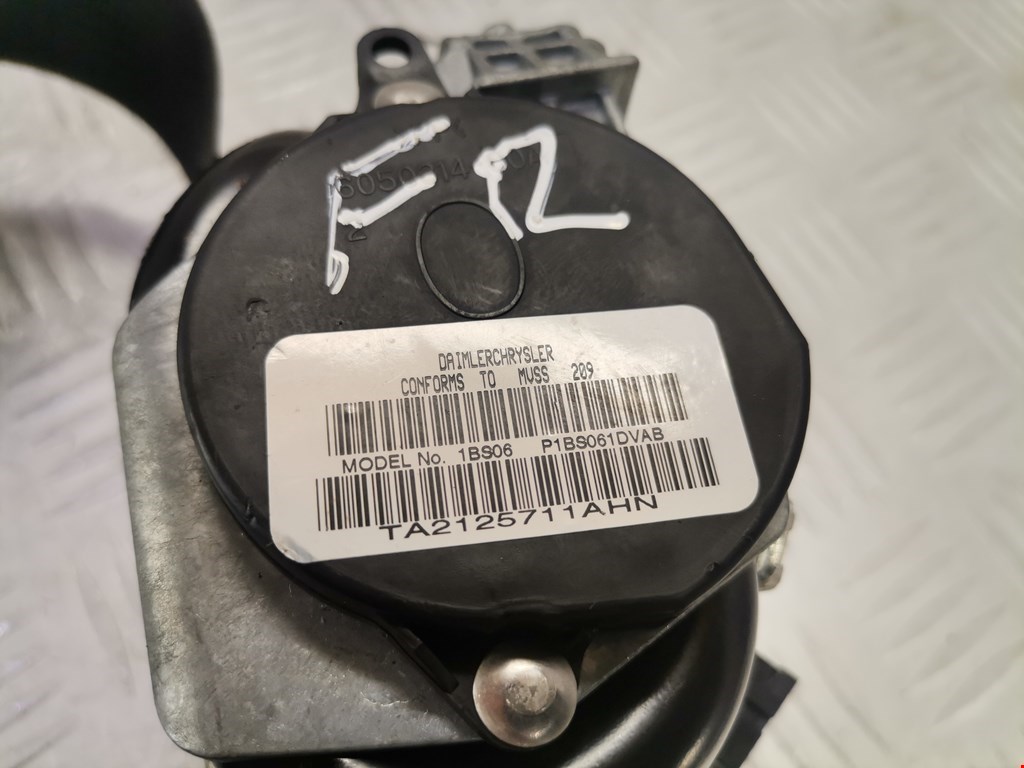 FR
DAIMLERCHRYSLER
CONFORMS TO MVSS 209
MODEL No. 1BS06 P1BS061DVAB
TA2125711AHN